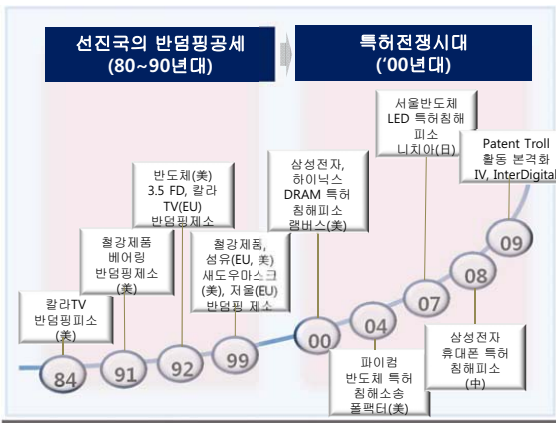 선진국의 반덤핑공세
(80~90년대)
특허전쟁시대
('00년대)
칼라TV
반덤핑피소
(美)
84
철강제품
베어링
반덤핑제소
(美)
91
반도체(美)
3.5 FD, 칼라
TV(EU)
반덤핑제소
92
철강제품,
섬유(EU, 美)
새도우마스크
(美), 저울(EU)
반덤핑 제소
99
삼성전자,
하이닉스
DRAM 특허
침해피소
램버스(美)
00
파이컴
반도체 특허
침해소송
폼팩터(美)
04
서울반도체
LED 특허침해
피소
니치아(日)
07
삼성전자
휴대폰 특허
침해피소
(中)
08
Patent Troll
활동 본격화
IV, InterDigital
09